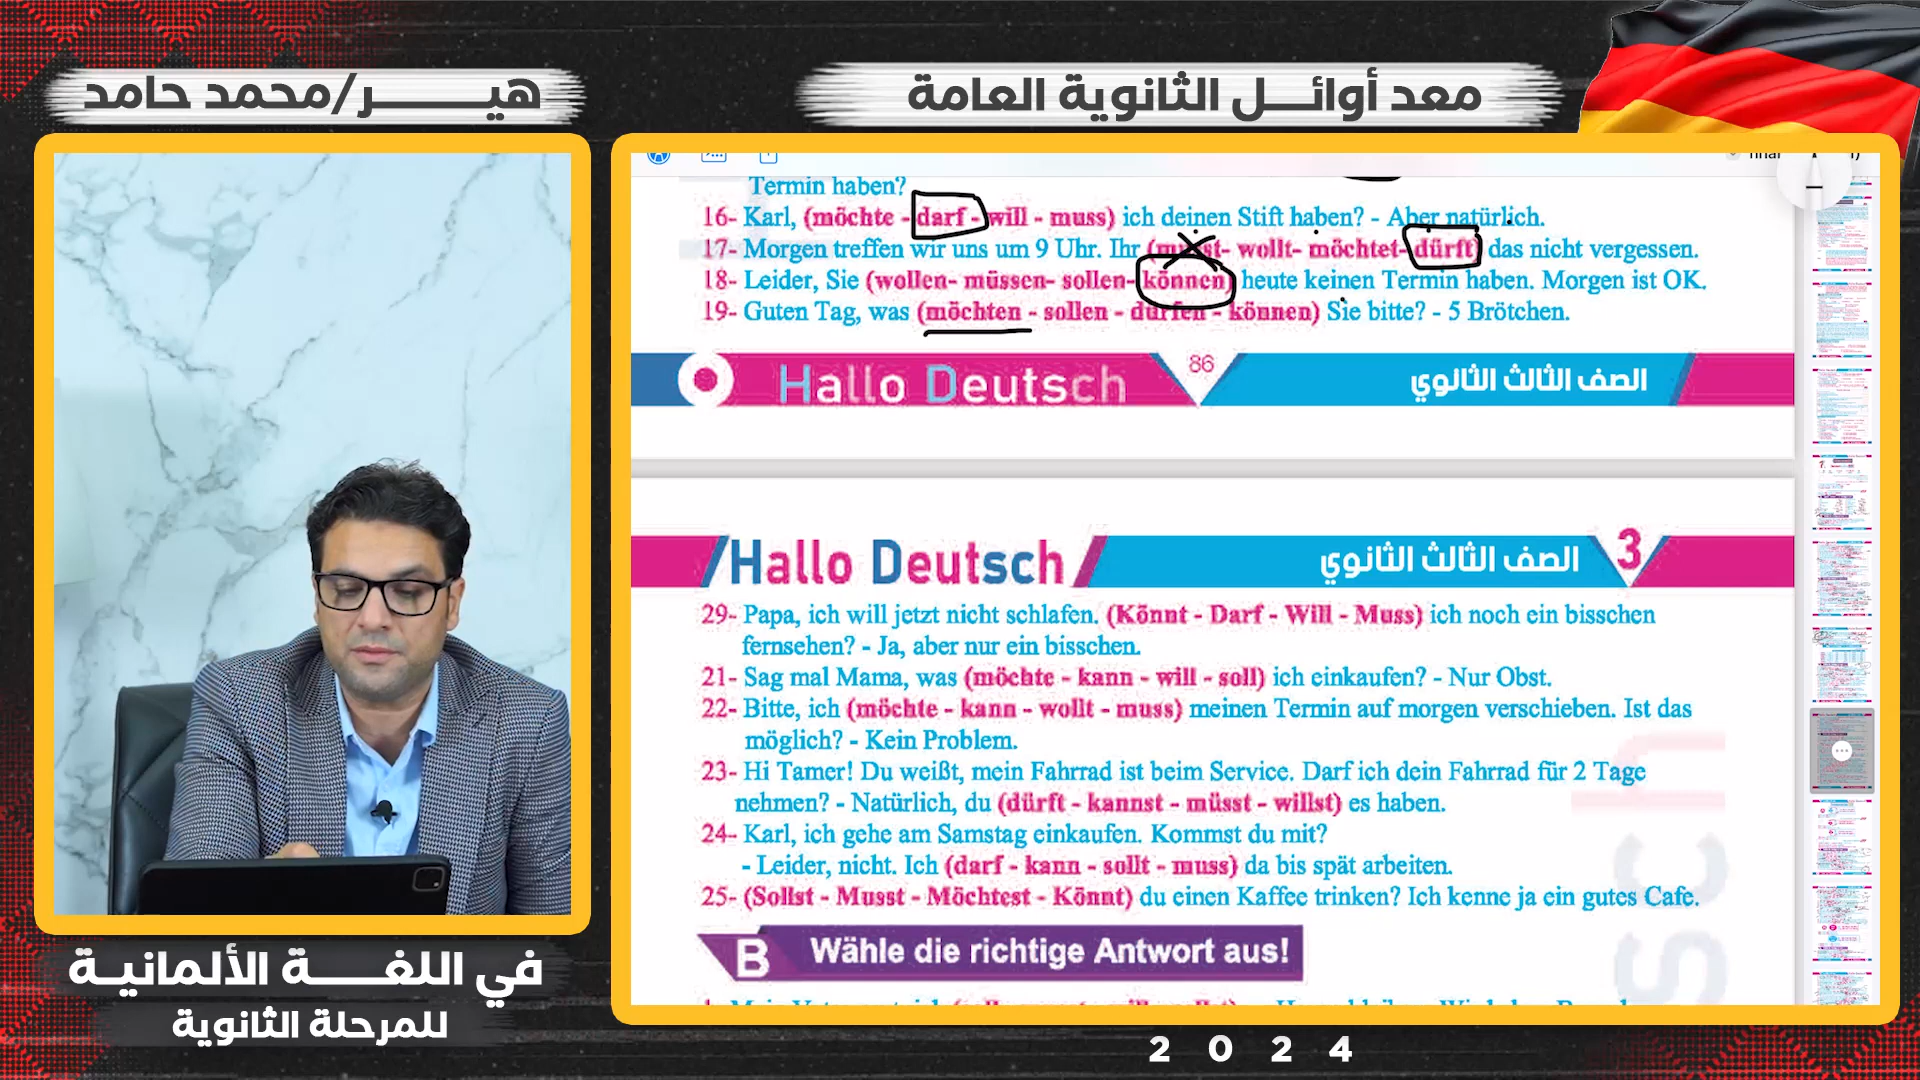 هيـــــر/محمد حامد
معد أوائـــل الثانوية العامة
Termin haben?
16- Karl, (möchte - darf - will - muss) ich deinen Stift haben? - Aber natürlich.
17- Morgen treffen wir uns um 9 Uhr. Ihr (müsst- wollt- möchtet- dürft) das nicht vergessen.
18- Leider, Sie (wollen- müssen- sollen- können) heute keinen Termin haben. Morgen ist OK.
19- Guten Tag, was (möchten - sollen - dürfen - können) Sie bitte? - 5 Brötchen.
Hallo Deutsch
86
الصف الثالث الثانوي
Hallo Deutsch
الصف الثالث الثانوي
3
29- Papa, ich will jetzt nicht schlafen. (Könnt - Darf - Will - Muss) ich noch ein bisschen
fernsehen? - Ja, aber nur ein bisschen.
21- Sag mal Mama, was (möchte - kann - will - soll) ich einkaufen? - Nur Obst.
22- Bitte, ich (möchte - kann - wollt - muss) meinen Termin auf morgen verschieben. Ist das
möglich? - Kein Problem.
23- Hi Tamer! Du weißt, mein Fahrrad ist beim Service. Darf ich dein Fahrrad für 2 Tage
nehmen? - Natürlich, du (dürft - kannst - müsst - willst) es haben.
24- Karl, ich gehe am Samstag einkaufen. Kommst du mit?
- Leider, nicht. Ich (darf - kann - sollt - muss) da bis spät arbeiten.
25- (Sollst - Musst - Möchtest - Könnt) du einen Kaffee trinken? Ich kenne ja ein gutes Cafe.
B Wähle die richtige Antwort aus!
في اللغـــة الألمانيـة
للمرحلة الثانوية
2024